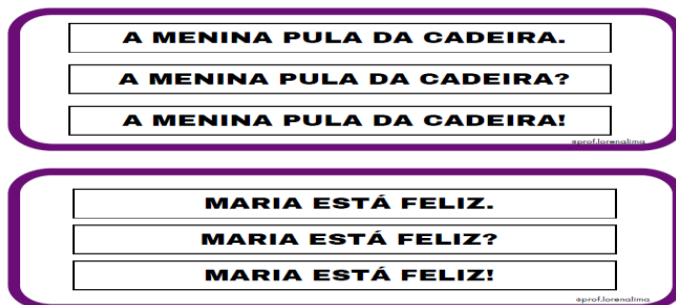 A MENINA PULA DA CADEIRA.
A MENINA PULA DA CADEIRA?
A MENINA PULA DA CADEIRA!
@prof.lorenalima
MARIA ESTÁ FELIZ.
MARIA ESTÁ FELIZ?
MARIA ESTÁ FELIZ!
@prof.lorenalima